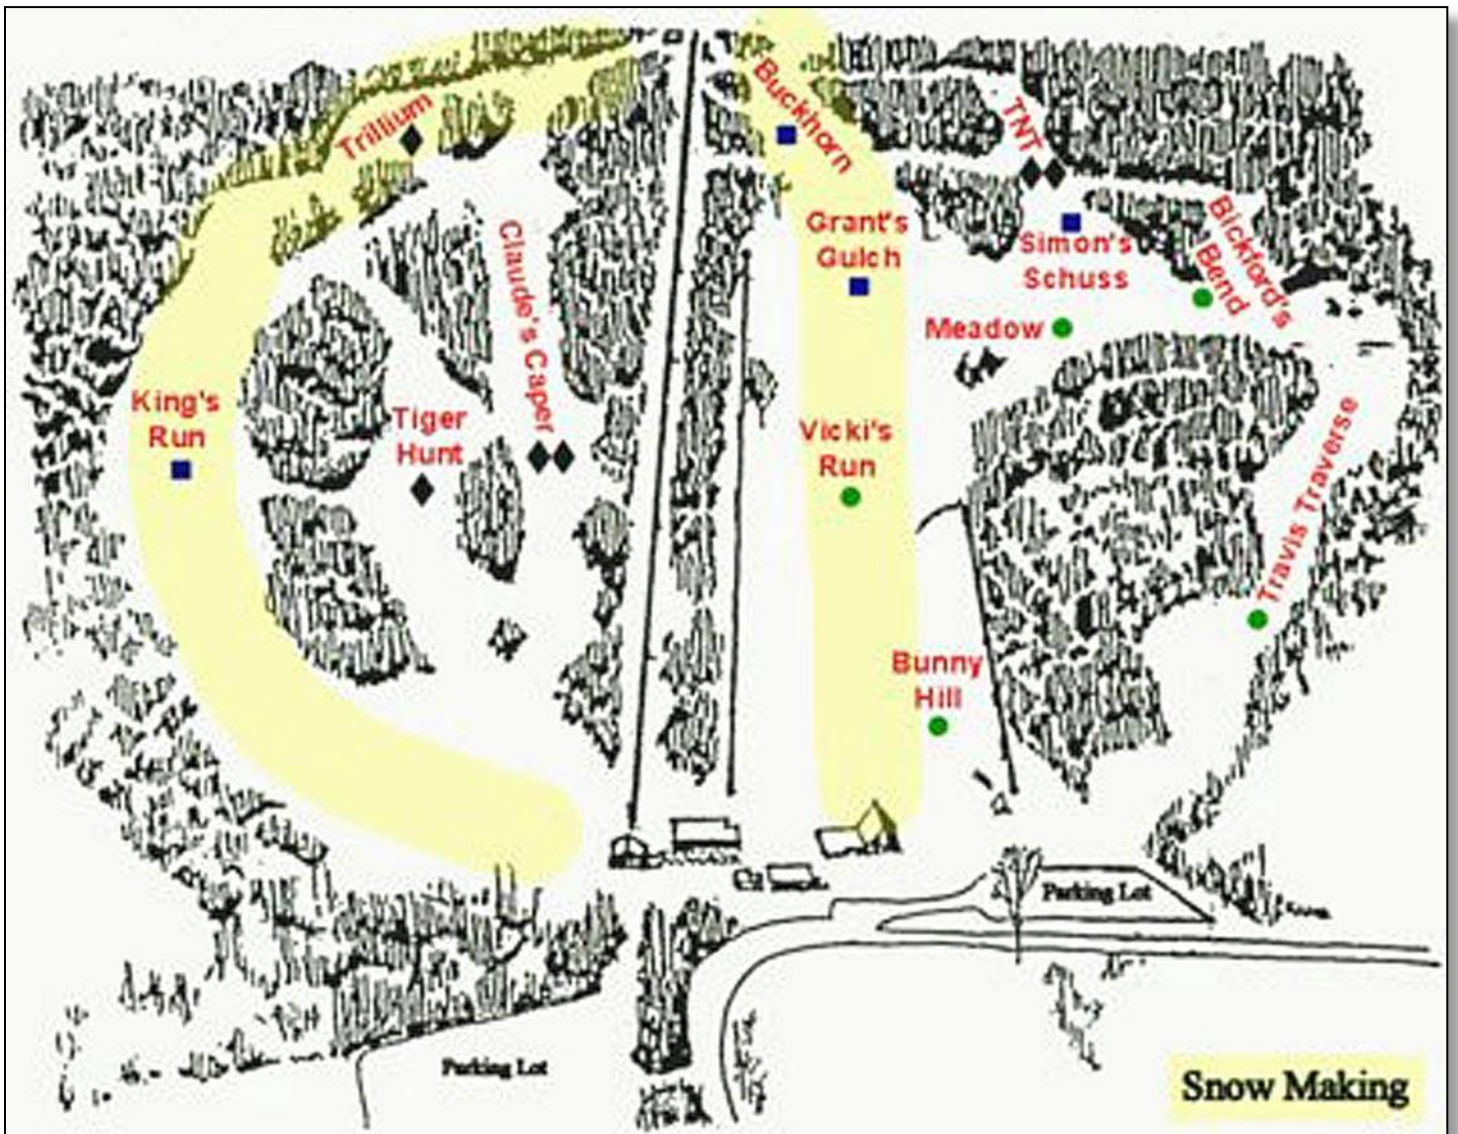 Trillium
Buckhorn
TNT
Claude's Caper
Grant's
Gulch
Simon's
Schuss
Bickford's
Bend
Meadow
King's
Run
Tiger
Hunt
Vicki's
Run
Travis Traverse
Bunny
Hill
Parking Lot
Parking Lot
Snow Making